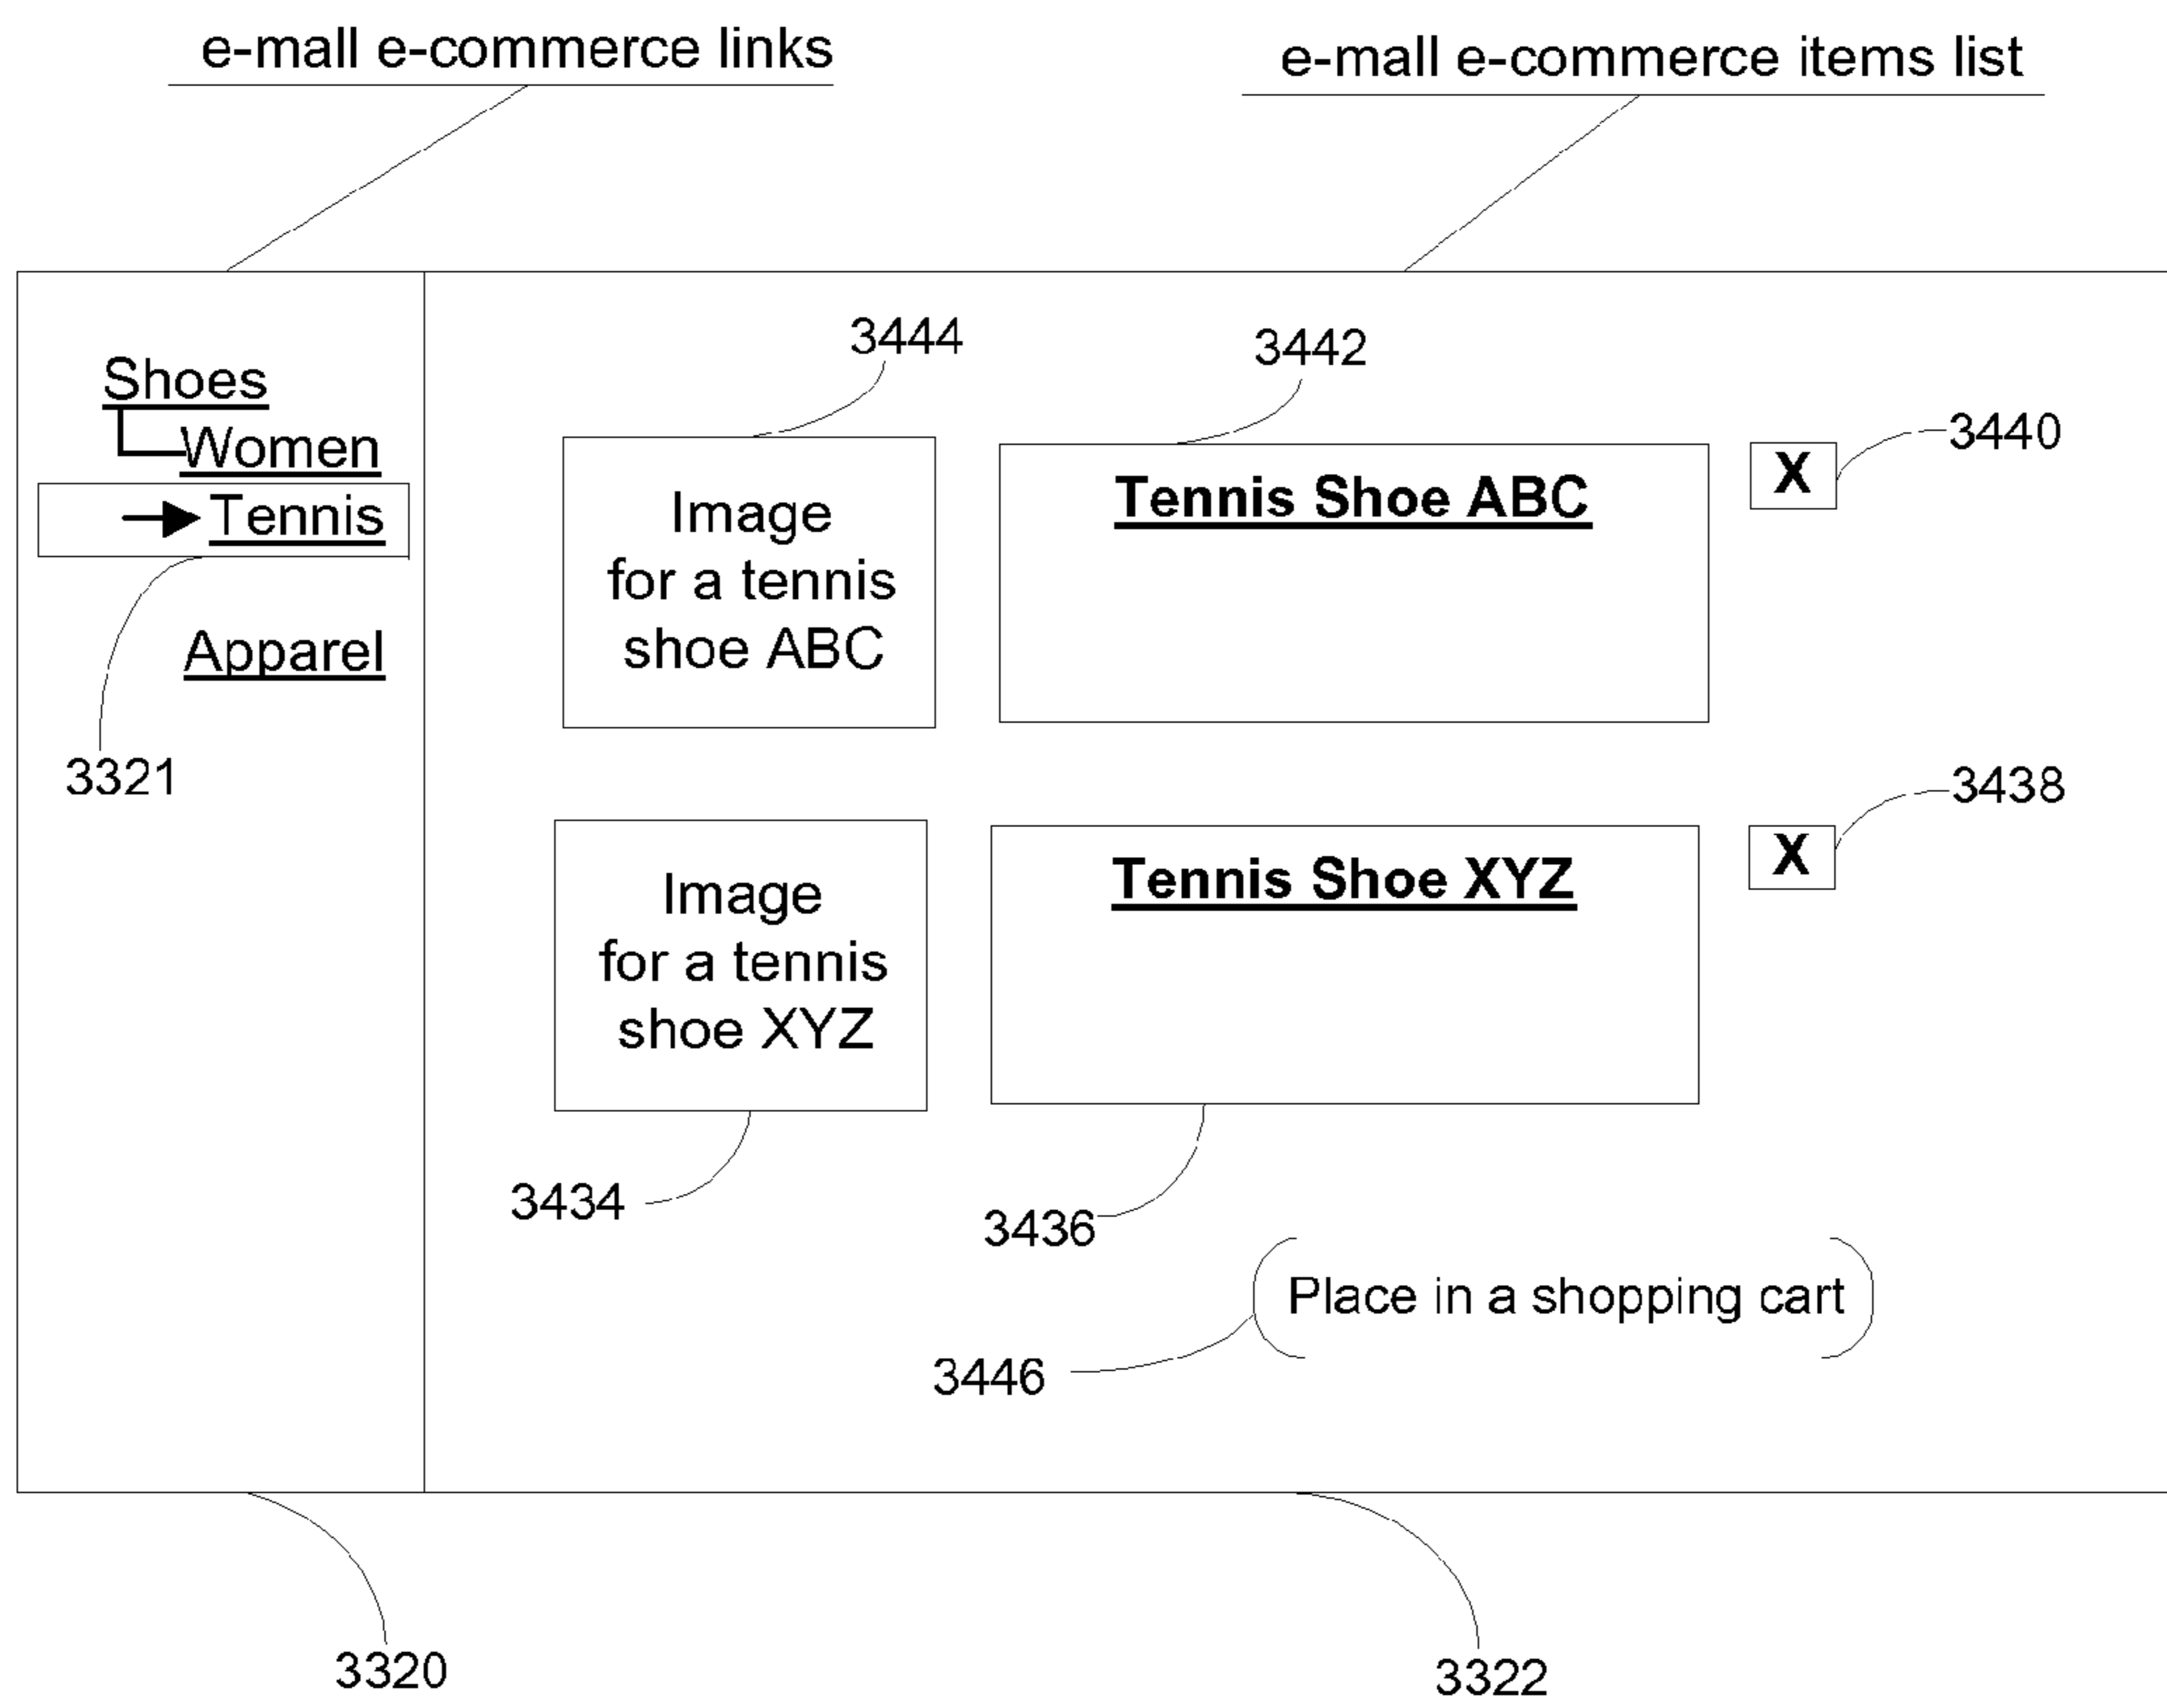 e-mall e-commerce links
e-mall e-commerce items list
Shoes
Women
Tennis
Apparel
3321
3444
3442
3440
Image
for a tennis
shoe ABC
Tennis Shoe ABC
X
3438
Image
for a tennis
shoe XYZ
Tennis Shoe XYZ
X
3434
3436
Place in a shopping cart
3446
3320
3322